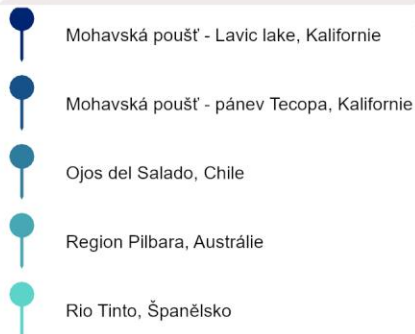 Mohavská poušť - Lavic lake, Kalifornie
Mohavská poušť - pánev Tecopa, Kalifornie
Ojos del Salado, Chile
Region Pilbara, Austrálie
Rio Tinto, Španělsko